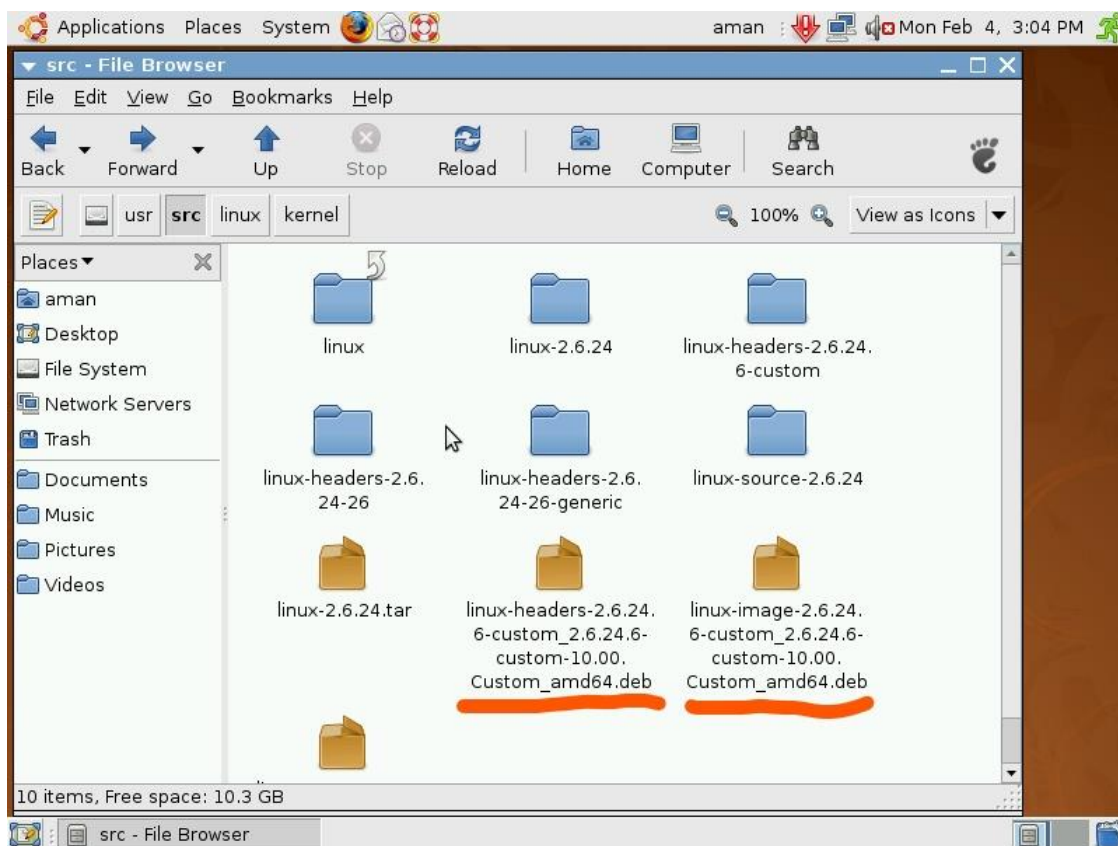 Applications Places System aman Mon Feb 4, 3:04 PM
src - File Browser
File Edit View Go Bookmarks Help
Back Forward Up Stop Reload Home Computer Search
usr src linux kernel 100% View as Icons
Places
aman
Desktop
File System
Network Servers
Trash
Documents
Music
Pictures
Videos
linux
linux-2.6.24
linux-headers-2.6.24.
6-custom
linux-headers-2.6.
24-26
linux-headers-2.6.
24-26-generic
linux-source-2.6.24
linux-2.6.24.tar
linux-headers-2.6.24.
6-custom_2.6.24.6-
custom-10.00.
Custom_amd64.deb
linux-image-2.6.24.
6-custom_2.6.24.6-
custom-10.00.
Custom_amd64.deb
10 items, Free space: 10.3 GB
src - File Browser